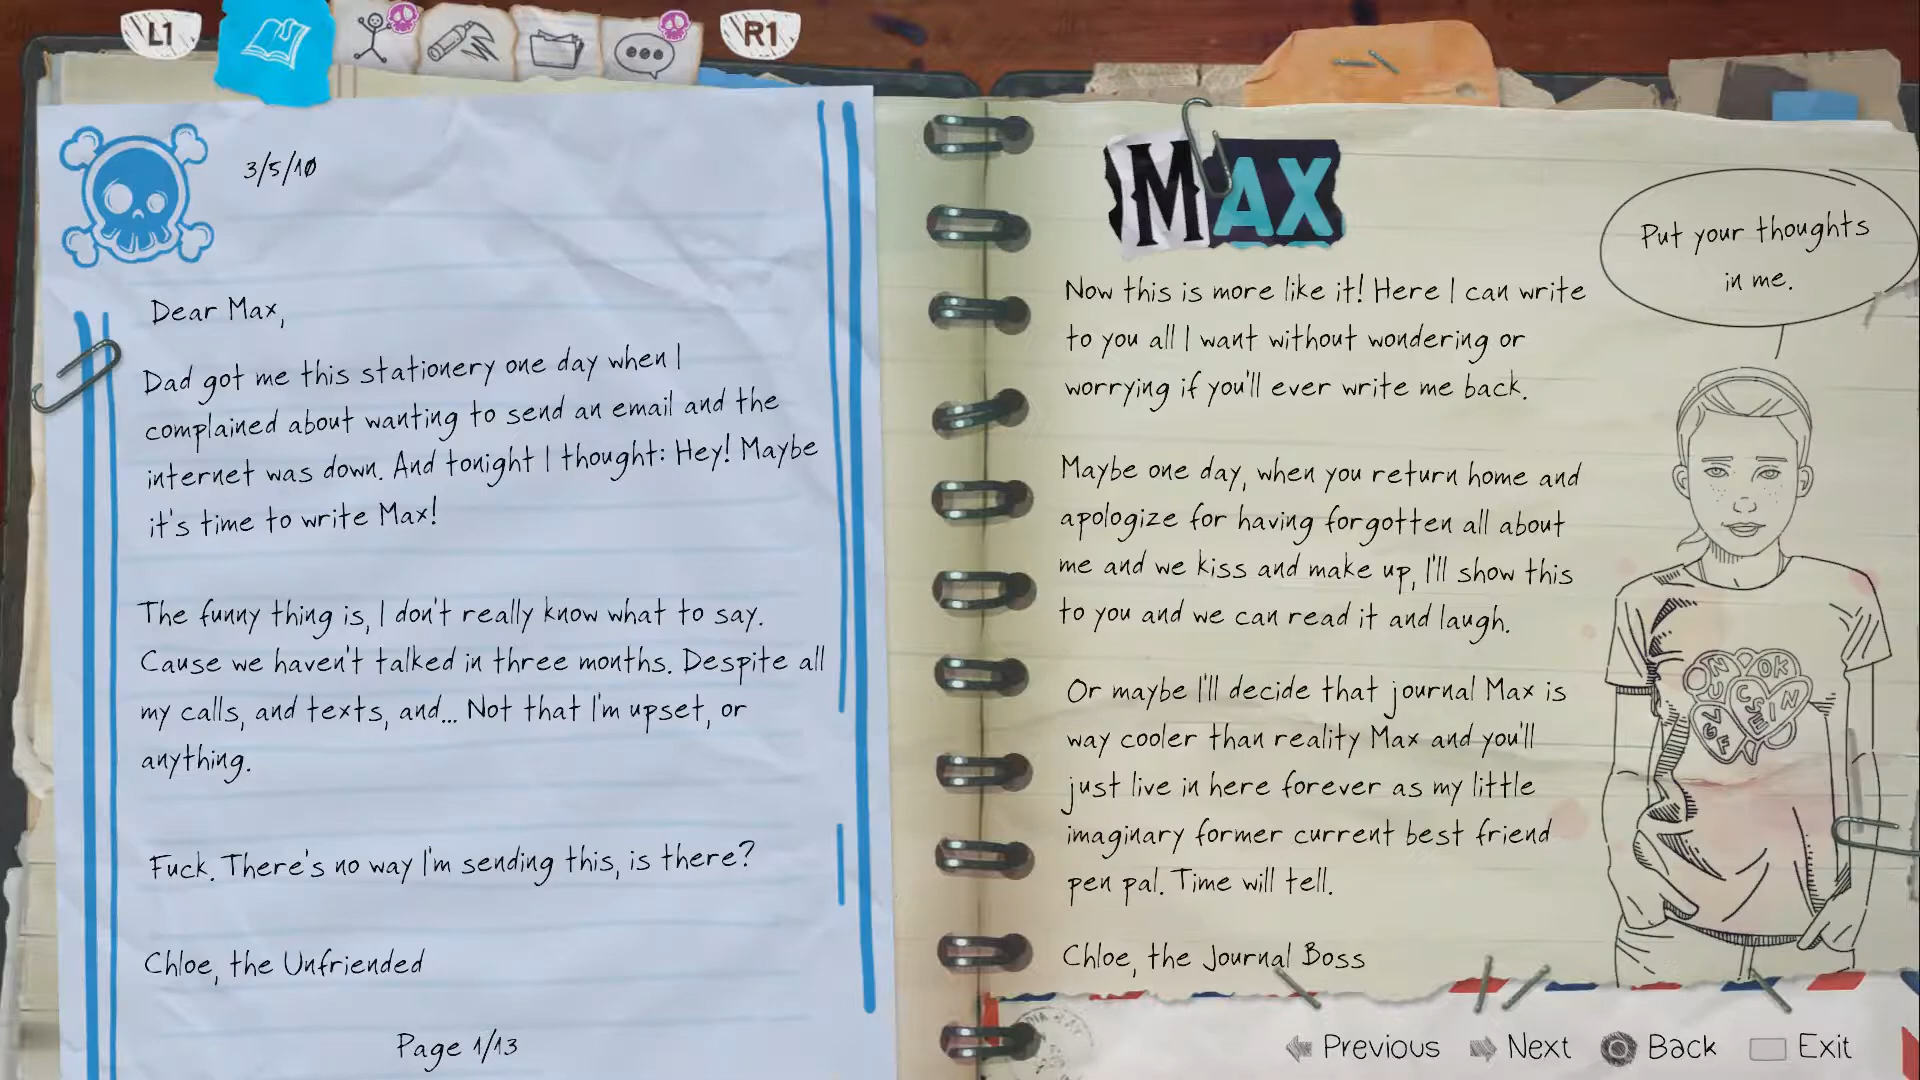 L1
R1
3/5/10
Dear Max,
Dad got me this stationery one day when I
complained about wanting to send an email and the
internet was down. And tonight I thought: Hey! Maybe
it's time to write Max!
The funny thing is, I don't really know what to say.
Cause we haven't talked in three months. Despite all
my calls, and texts, and... Not that I'm upset, or
anything.
Fuck. There's no way I'm sending this, is there?
Chloe, the Unfriended
Page 1/13
MAX
Put your thoughts
in me.
Now this is more like it! Here I can write
to you all I want without wondering or
worrying if you'll ever write me back.
Maybe one day, when you return home and
apologize for having forgotten all about
me and we kiss and make up, I'll show this
to you and we can read it and laugh.
Or maybe I'll decide that journal Max is
way cooler than reality Max and you'll
just live in here forever as my little
imaginary former current best friend
pen pal. Time will tell.
Chloe, the Journal Boss
Previous
Next
Back
Exit